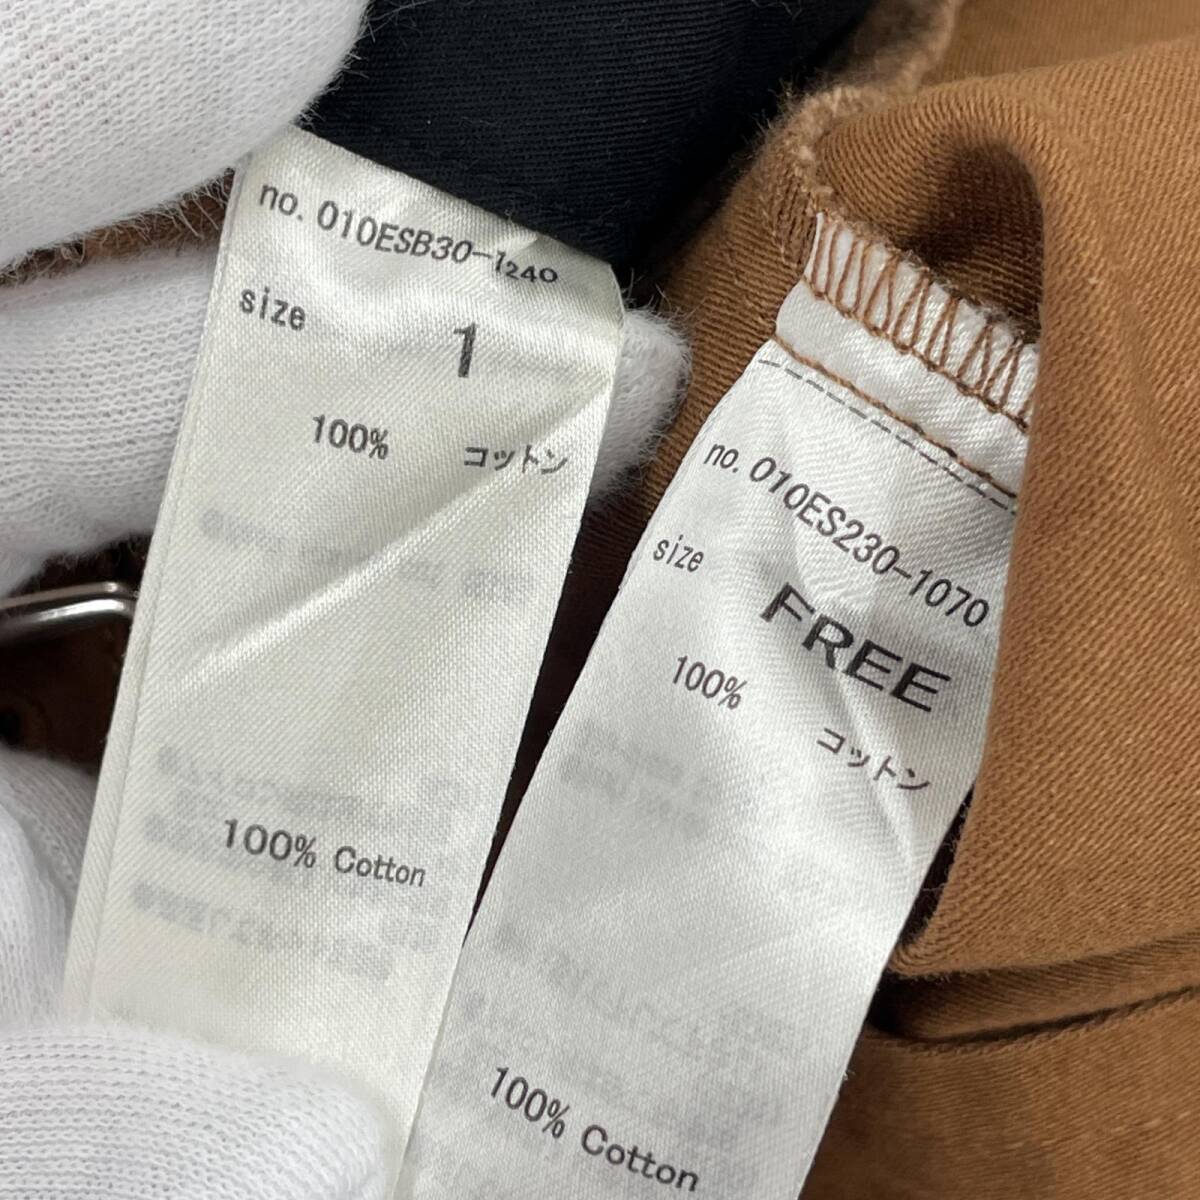 no. 010ESB30-1240
size 1
100% コットン
100% Cotton
no. 010ES230-1070
size FREE
100% コットン
100% Cotton